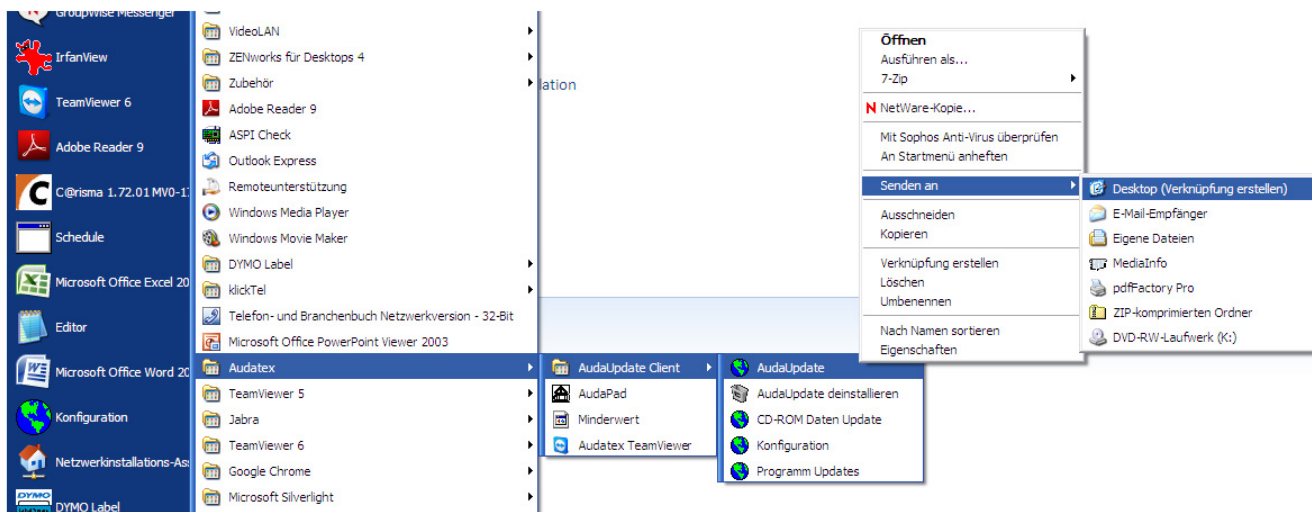 GroupWise Messenger
IrfanView
TeamViewer 6
Adobe Reader 9
C@risma 1.72.01 MV0-1
Schedule
Microsoft Office Excel 20
Editor
Microsoft Office Word 20
Konfiguration
Netzwerkinstallations-As
DYMO
DYMO Label
VideoLAN
ZENworks für Desktops 4
Zubehör
Adobe Reader 9
ASPI Check
Outlook Express
Remoteunterstützung
Windows Media Player
Windows Movie Maker
DYMO Label
klickTel
Telefon- und Branchenbuch Netzwerkversion - 32-Bit
Microsoft Office PowerPoint Viewer 2003
Audatex
TeamViewer 5
Jabra
TeamViewer 6
Google Chrome
Microsoft Silverlight
lation
AudaUpdate Client
AudaPad
Minderwert
Audatex TeamViewer
AudaUpdate
AudaUpdate deinstallieren
CD-ROM Daten Update
Konfiguration
Programm Updates
Öffnen
Ausführen als...
7-Zip
NetWare-Kopie...
Mit Sophos Anti-Virus überprüfen
An Startmenü anheften
Senden an
Ausschneiden
Kopieren
Verknüpfung erstellen
Löschen
Umbenennen
Nach Namen sortieren
Eigenschaften
Desktop (Verknüpfung erstellen)
E-Mail-Empfänger
Eigene Dateien
MediaInfo
pdfFactory Pro
ZIP-komprimierten Ordner
DVD-RW-Laufwerk (K:)